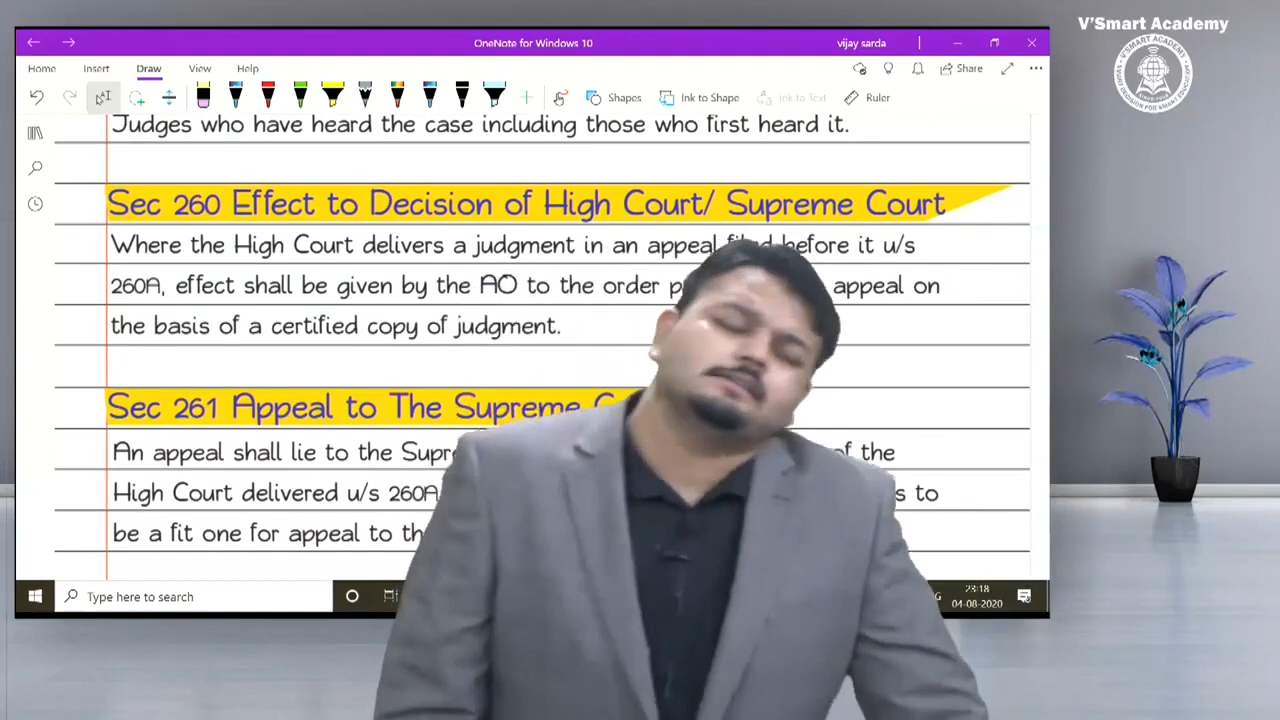 V'Smart Academy
OneNote for Windows 10
vijay sarda
Home Insert Draw View Help
Share
Shapes Ink to Shape Ink to Text Ruler
Judges who have heard the case including those who first heard it.
Sec 260 Effect to Decision of High Court/ Supreme Court
Where the High Court delivers a judgment in an appeal filed before it u/s
260A, effect shall be given by the AO to the order appeal on
the basis of a certified copy of judgment.
Sec 261 Appeal to The Supreme
An appeal shall lie to the of the
High Court delivered u/s 260A to
be a fit one for appeal to
Type here to search
23:18
04-08-2020